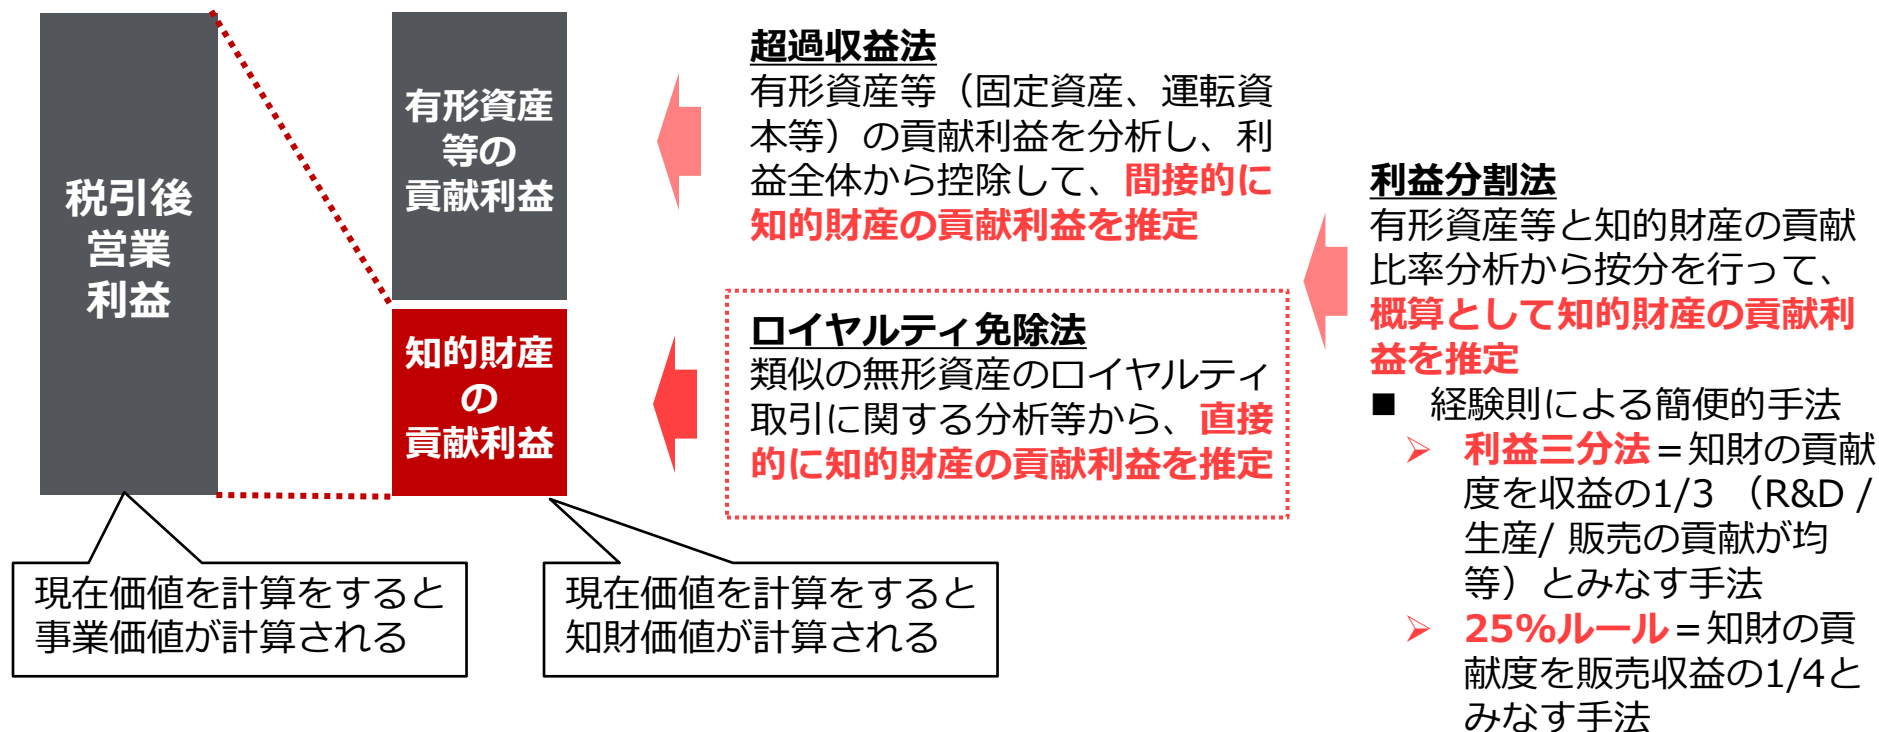 税引後
営業
利益
有形資産
等の
貢献利益
知的財産
の
貢献利益
現在価値を計算をすると
事業価値が計算される
現在価値を計算をすると
知財価値が計算される
超過収益法
有形資産等（固定資産、運転資
本等）の貢献利益を分析し、利
益全体から控除して、間接的に
知的財産の貢献利益を推定
ロイヤルティ免除法
類似の無形資産のロイヤルティ
取引に関する分析等から、直接
的に知的財産の貢献利益を推定
利益分割法
有形資産等と知的財産の貢献
比率分析から按分を行って、
概算として知的財産の貢献利
益を推定
■ 経験則による簡便的手法
➢ 利益三分法＝知財の貢献
度を収益の1/3 （R&D /
生産/ 販売の貢献が均
等）とみなす手法
➢ 25%ルール＝知財の貢
献度を販売収益の1/4と
みなす手法